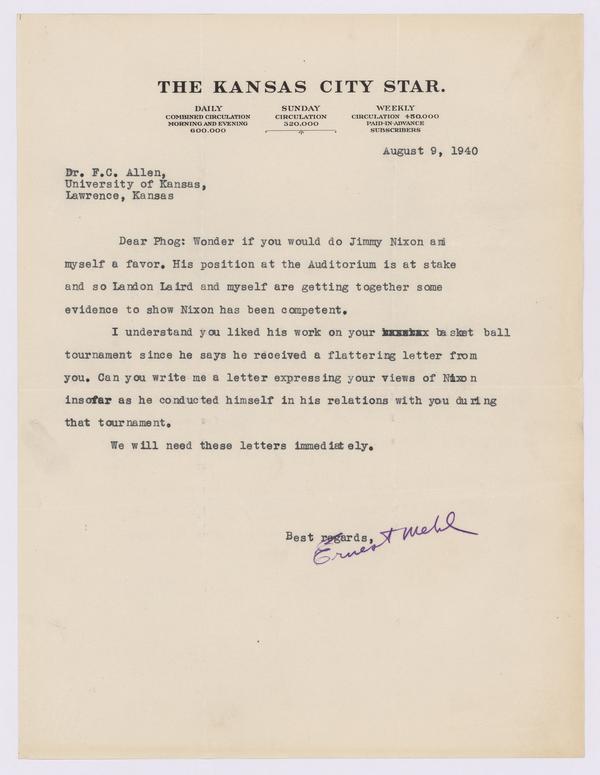 THE KANSAS CITY STAR.
DAILY
COMBINED CIRCULATION
MORNING AND EVENING
600,000
SUNDAY
CIRCULATION
320,000
WEEKLY
CIRCULATION 450,000
PAID-IN-ADVANCE
SUBSCRIBERS
August 9, 1940
Dr. F.C. Allen,
University of Kansas,
Lawrence, Kansas
Dear Phog: Wonder if you would do Jimmy Nixon and
myself a favor. His position at the Auditorium is at stake
and so Landon Laird and myself are getting together some
evidence to show Nixon has been competent.
I understand you liked his work on your basket ball
tournament since he says he received a flattering letter from
you. Can you write me a letter expressing your views of Nixon
insofar as he conducted himself in his relations with you during
that tournament.
We will need these letters immediately.
Best regards,
Ernest Mehl